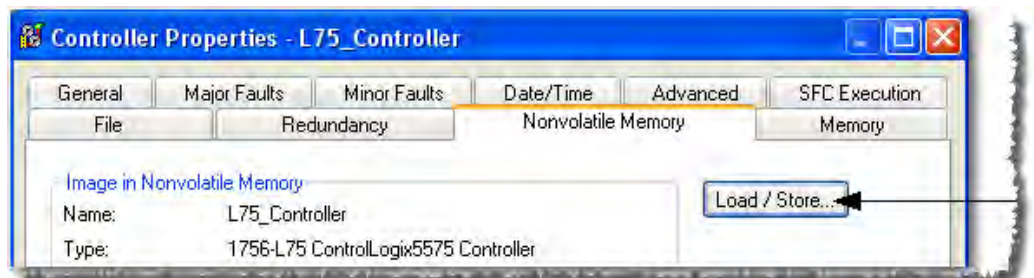 Controller Properties - L75_Controller
General Major Faults Minor Faults Date/Time Advanced SFC Execution
File Redundancy Nonvolatile Memory Memory
Image in Nonvolatile Memory
Load / Store...
Name: L75_Controller
Type: 1756-L75 ControlLogix5575 Controller